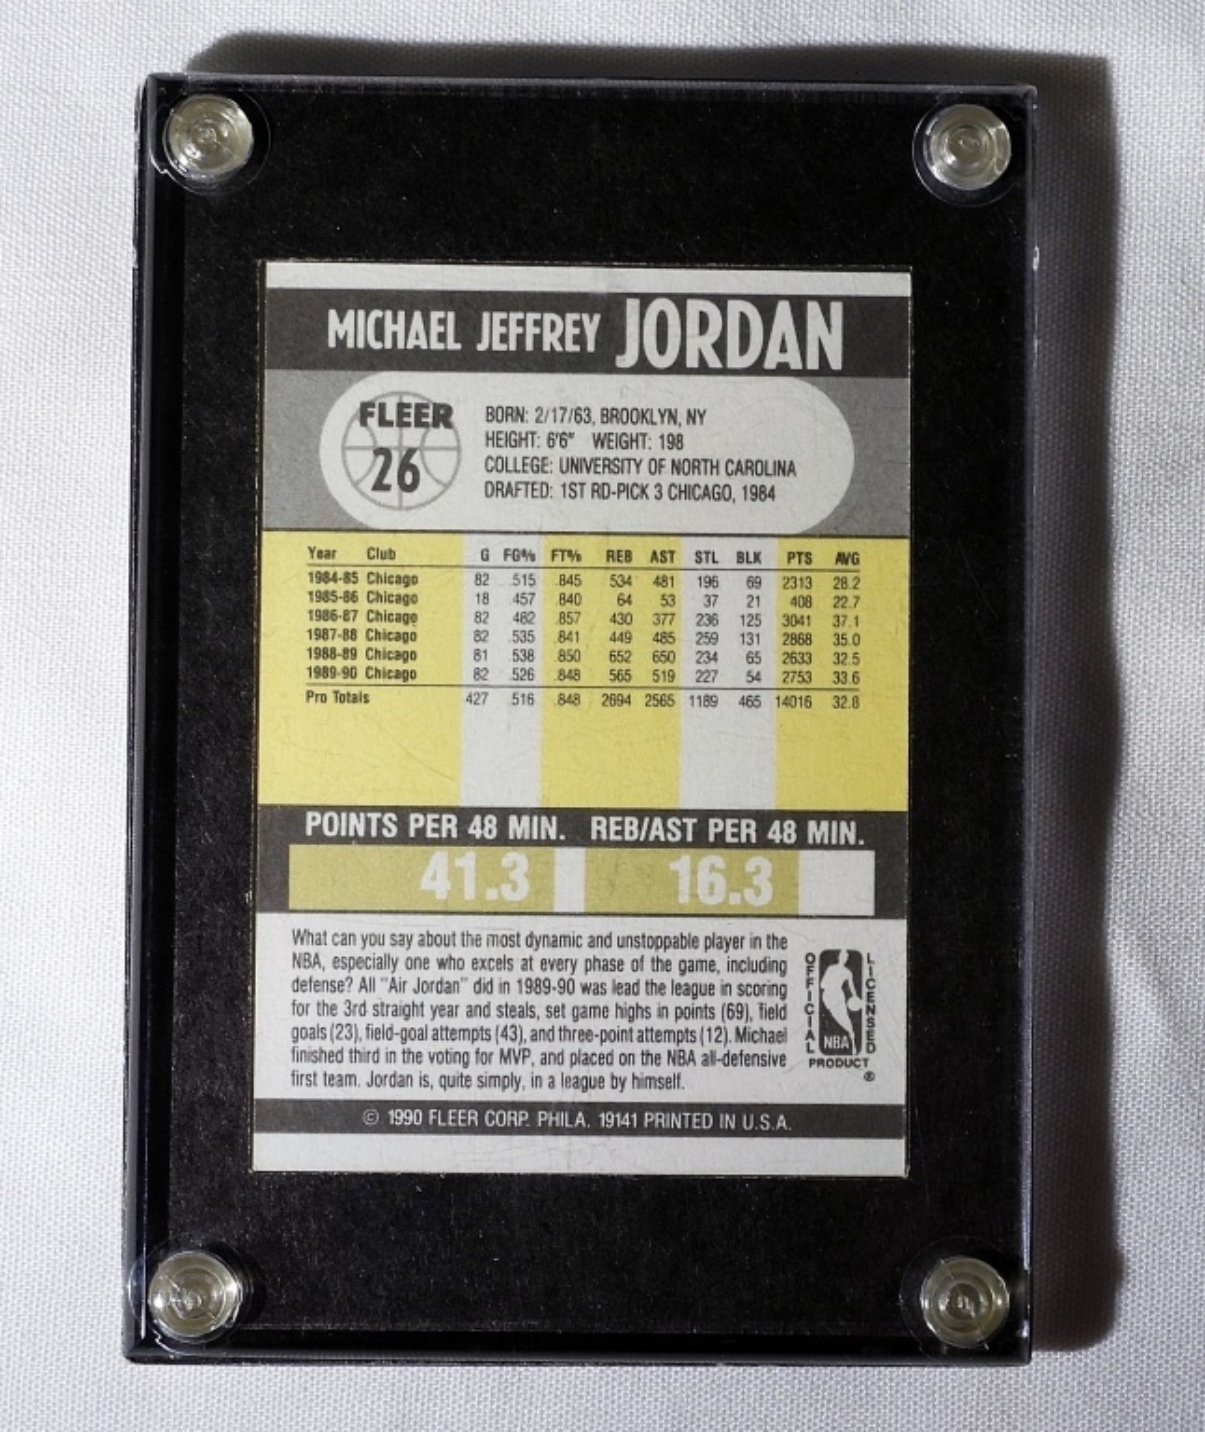 MICHAEL JEFFREY JORDAN
FLEER
26
BORN: 2/17/63, BROOKLYN, NY
HEIGHT: 6'6" WEIGHT: 198
COLLEGE: UNIVERSITY OF NORTH CAROLINA
DRAFTED: 1ST RD-PICK 3 CHICAGO, 1984
Year Club G FG% FT% REB AST STL BLK PTS AVG
1984-85 Chicago 82 .515 .845 534 481 196 69 2313 28.2
1985-86 Chicago 18 .457 .840 64 53 37 21 408 22.7
1986-87 Chicago 82 .482 .857 430 377 236 125 3041 37.1
1987-88 Chicago 82 .535 .841 449 485 259 131 2868 35.0
1988-89 Chicago 81 .538 .850 652 650 234 65 2633 32.5
1989-90 Chicago 82 .526 .848 565 519 227 54 2753 33.6
Pro Totals 427 .516 .848 2694 2565 1189 465 14016 32.8
POINTS PER 48 MIN. REB/AST PER 48 MIN.
41.3 16.3
What can you say about the most dynamic and unstoppable player in the
NBA, especially one who excels at every phase of the game, including
defense? All "Air Jordan" did in 1989-90 was lead the league in scoring
for the 3rd straight year and steals, set game highs in points (69), field
goals (23), field-goal attempts (43), and three-point attempts (12). Michael
finished third in the voting for MVP, and placed on the NBA all-defensive
first team. Jordan is, quite simply, in a league by himself.
OFFICIAL LICENSED
NBA
PRODUCT
®
© 1990 FLEER CORP. PHILA. 19141 PRINTED IN U.S.A.